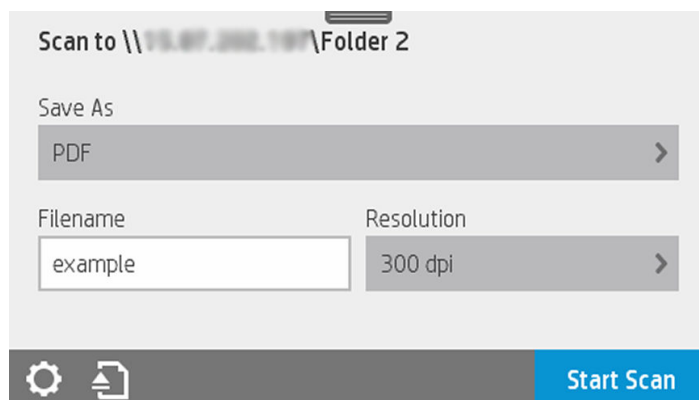 Scan to \\ \Folder 2
Save As
PDF
Filename
Resolution
example
300 dpi
Start Scan